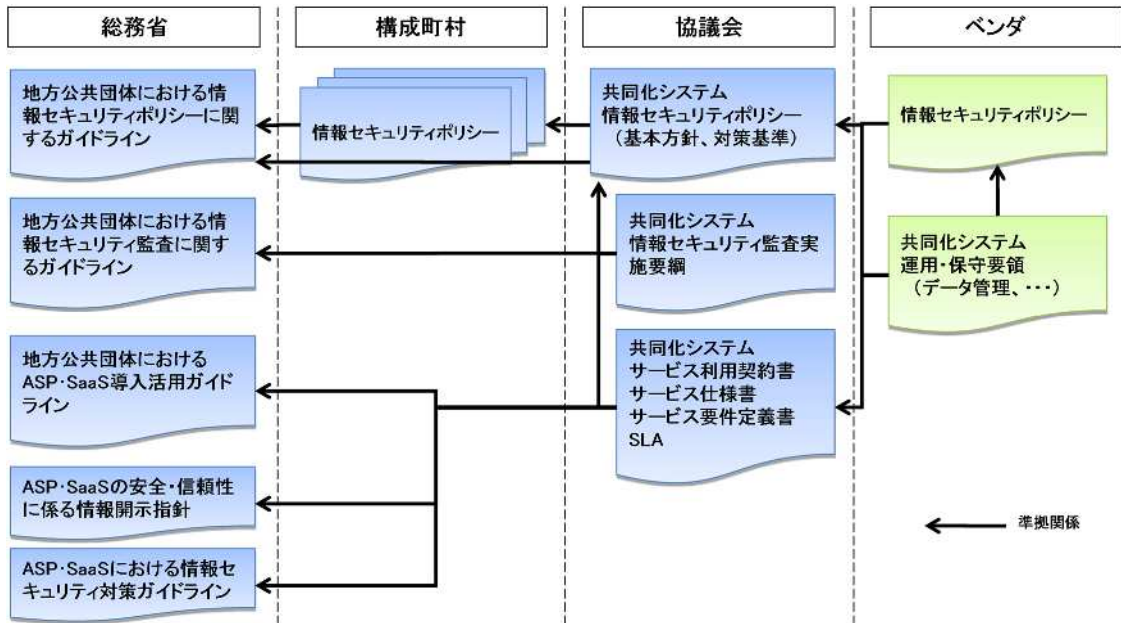 総務省
構成町村
協議会
ベンダ
地方公共団体における情
報セキュリティポリシーに関
するガイドライン
情報セキュリティポリシー
共同化システム
情報セキュリティポリシー
（基本方針、対策基準）
情報セキュリティポリシー
地方公共団体における情
報セキュリティ監査に関す
るガイドライン
共同化システム
情報セキュリティ監査実
施要綱
共同化システム
運用・保守要領
（データ管理、・・・）
地方公共団体における
ASP・SaaS導入活用ガイド
ライン
共同化システム
サービス利用契約書
サービス仕様書
サービス要件定義書
SLA
ASP・SaaSの安全・信頼性
に係る情報開示指針
ASP・SaaSにおける情報セ
キュリティ対策ガイドライン
準拠関係